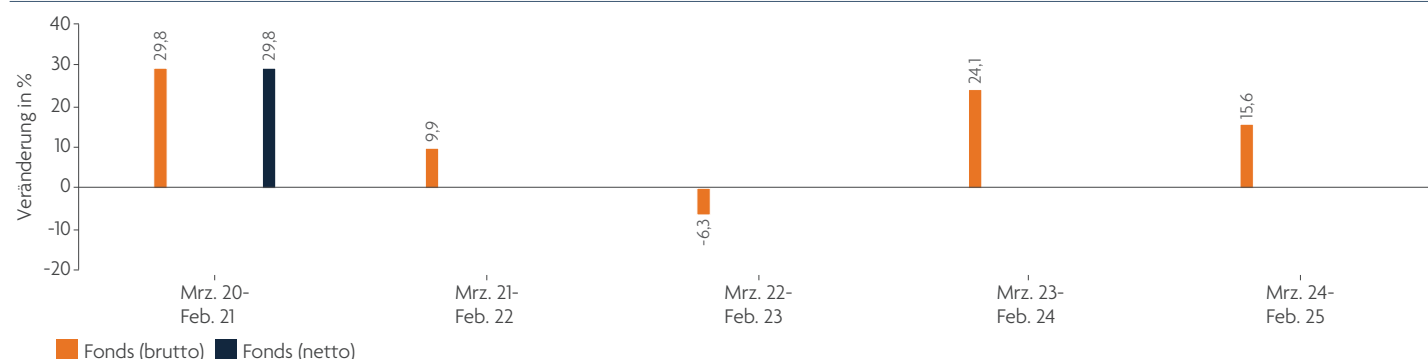 Veränderung in %
40
30
20
10
0
-10
-20
29,8
29,8
9,9
-6,3
24,1
15,6
Mrz. 20-
Feb. 21
Mrz. 21-
Feb. 22
Mrz. 22-
Feb. 23
Mrz. 23-
Feb. 24
Mrz. 24-
Feb. 25
Fonds (brutto) Fonds (netto)